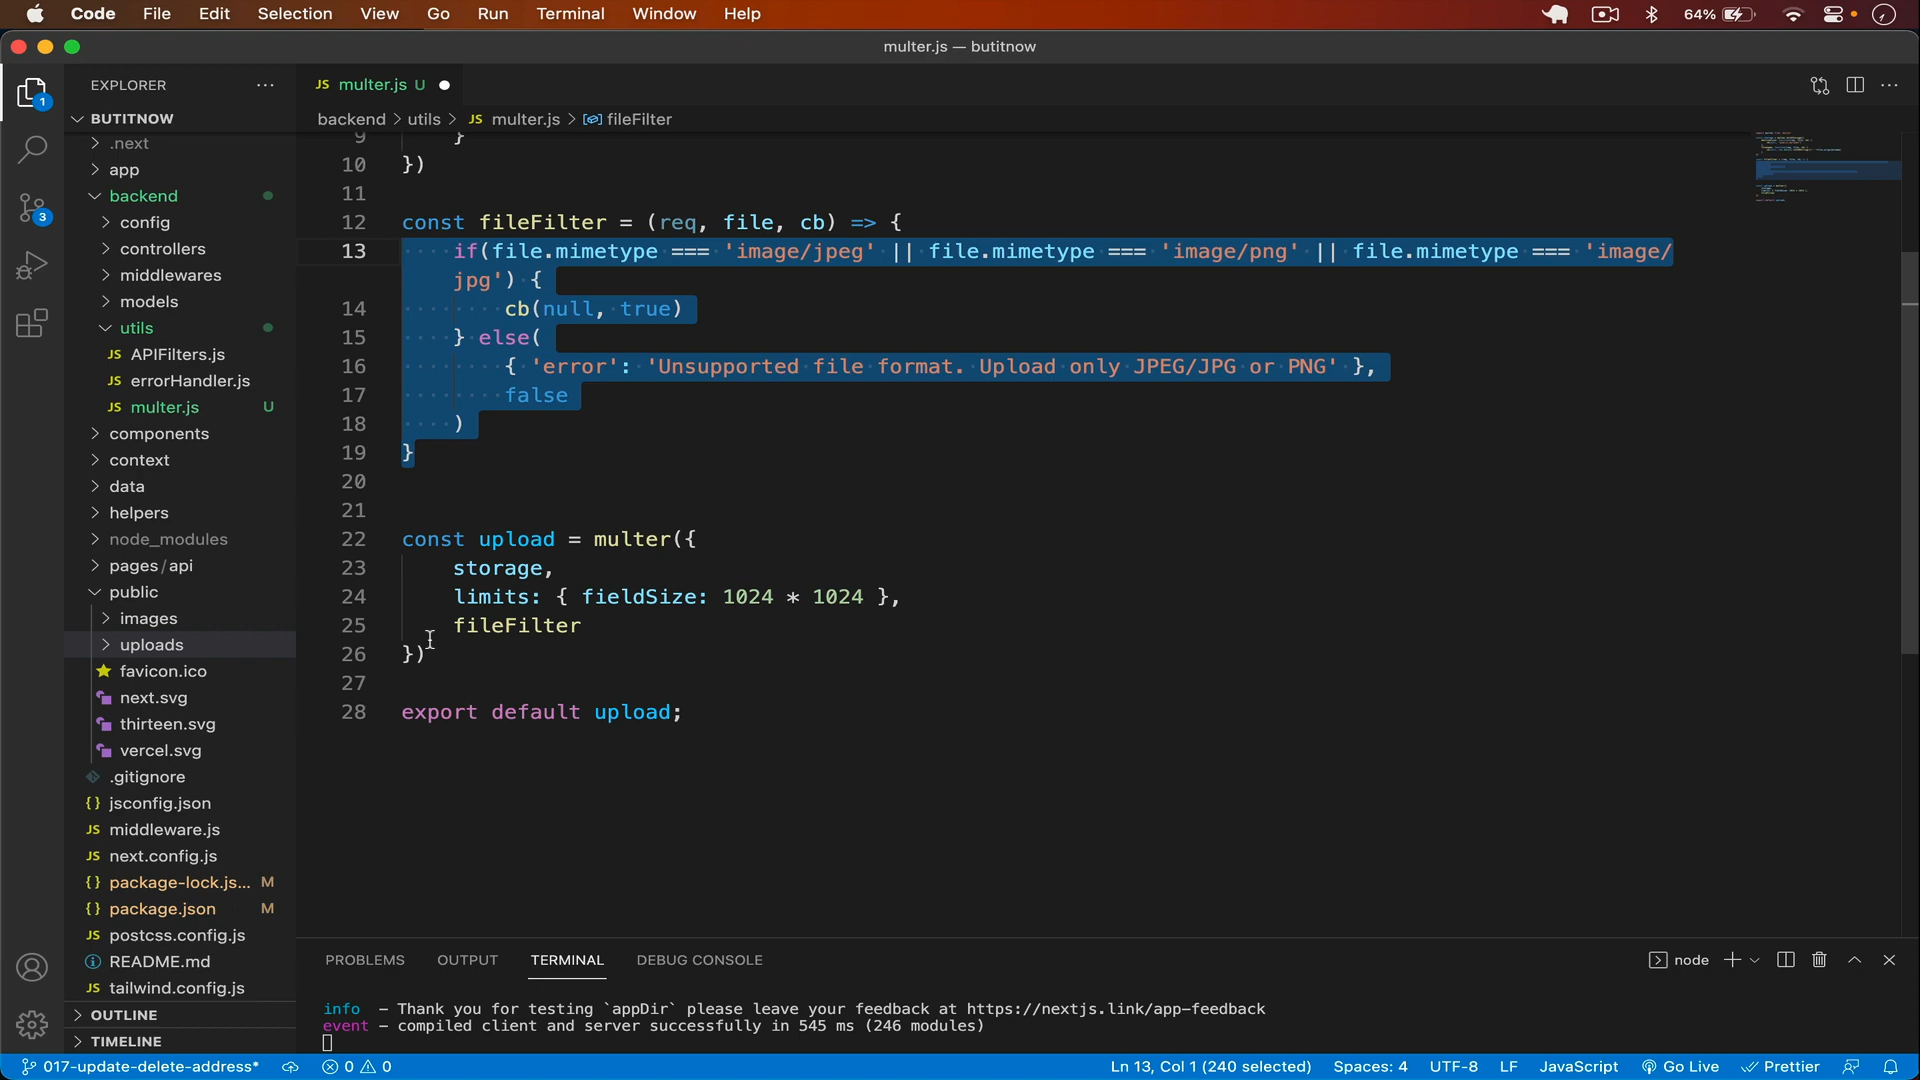 Code File Edit Selection View Go Run Terminal Window Help 64%
multer.js — butitnow
EXPLORER
JS multer.js U
1
BUTITNOW
backend > utils > JS multer.js > fileFilter
.next
app
backend
config
controllers
middlewares
models
utils
JS APIFilters.js
JS errorHandler.js
JS multer.js U
components
context
data
helpers
node_modules
pages / api
public
images
uploads
favicon.ico
next.svg
thirteen.svg
vercel.svg
.gitignore
{} jsconfig.json
JS middleware.js
JS next.config.js
{} package-lock.js... M
{} package.json M
JS postcss.config.js
README.md
JS tailwind.config.js
OUTLINE
TIMELINE
3
9 }
10 })
11
12 const fileFilter = (req, file, cb) => {
13 if(file.mimetype === 'image/jpeg' || file.mimetype === 'image/png' || file.mimetype === 'image/
jpg') {
14 cb(null, true)
15 } else(
16 { 'error': 'Unsupported file format. Upload only JPEG/JPG or PNG' },
17 false
18 )
19 }
20
21
22 const upload = multer({
23 storage,
24 limits: { fieldSize: 1024 * 1024 },
25 fileFilter
26 })
27
28 export default upload;
PROBLEMS OUTPUT TERMINAL DEBUG CONSOLE node
info - Thank you for testing `appDir` please leave your feedback at https://nextjs.link/app-feedback
event - compiled client and server successfully in 545 ms (246 modules)
017-update-delete-address* 0 0 Ln 13, Col 1 (240 selected) Spaces: 4 UTF-8 LF JavaScript Go Live Prettier